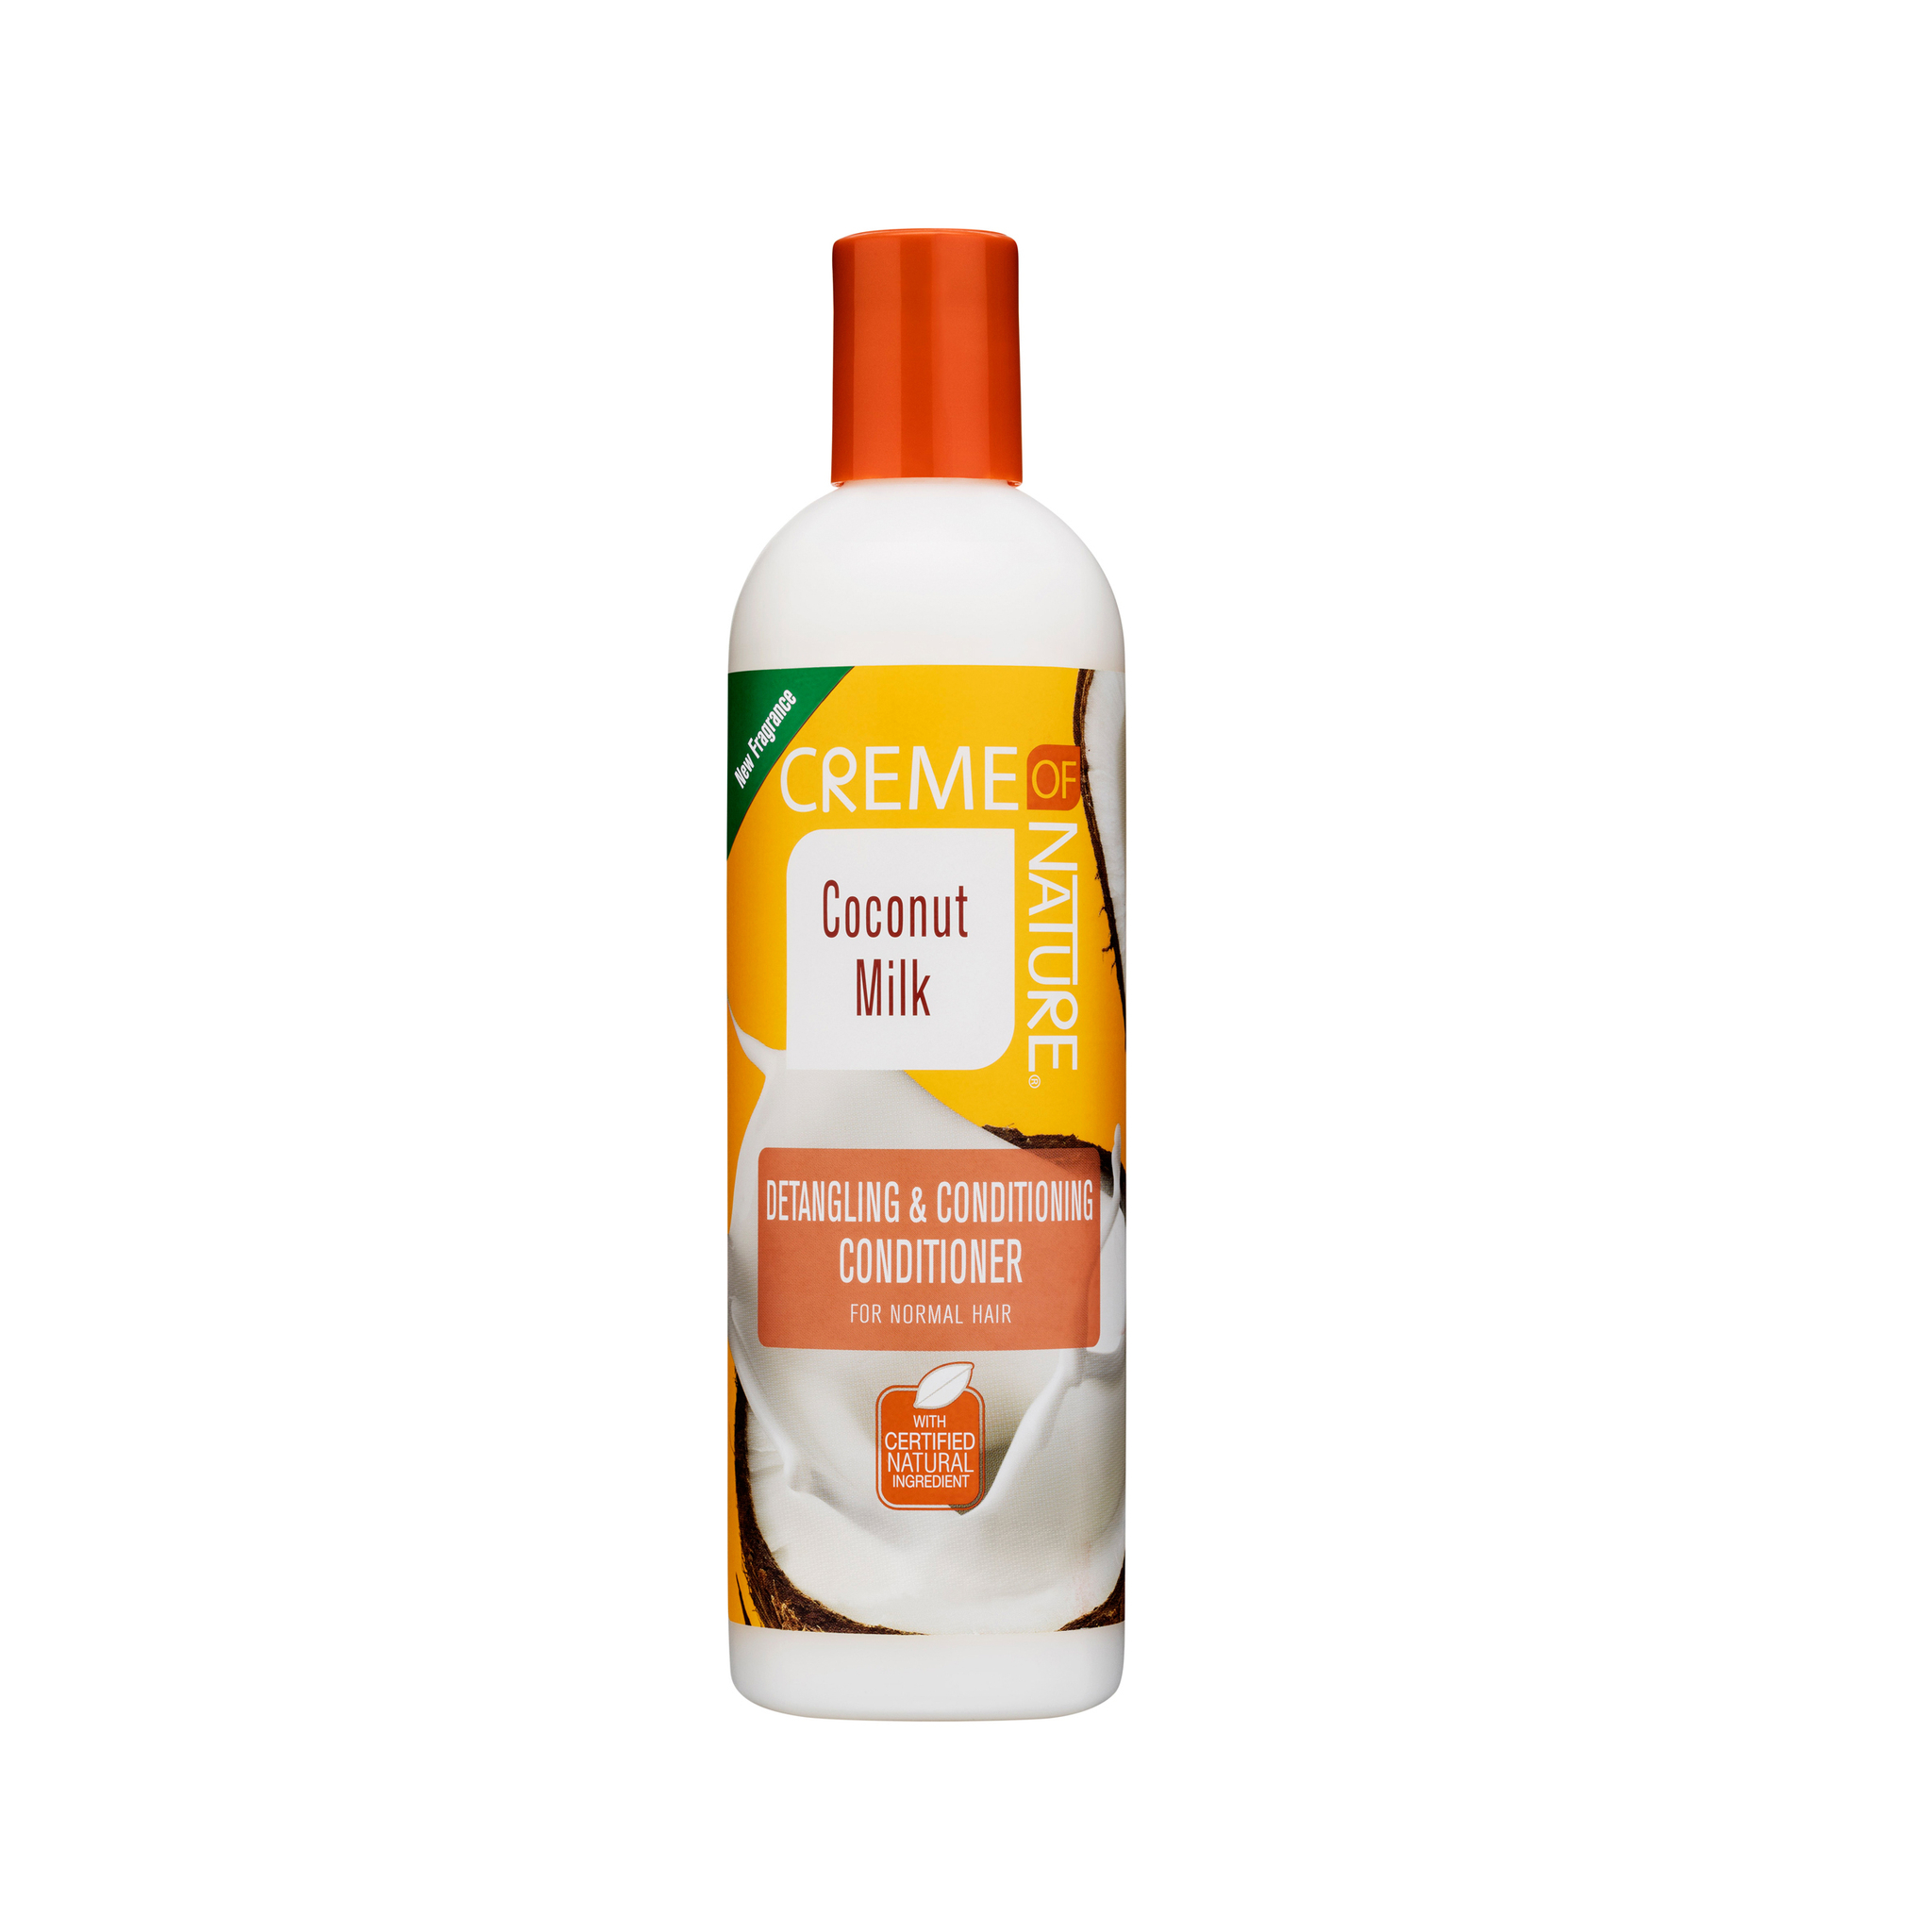 New Fragrance
CREME OF
NATURE®
Coconut
Milk
DETANGLING & CONDITIONING
CONDITIONER
FOR NORMAL HAIR
WITH
CERTIFIED
NATURAL
INGREDIENT